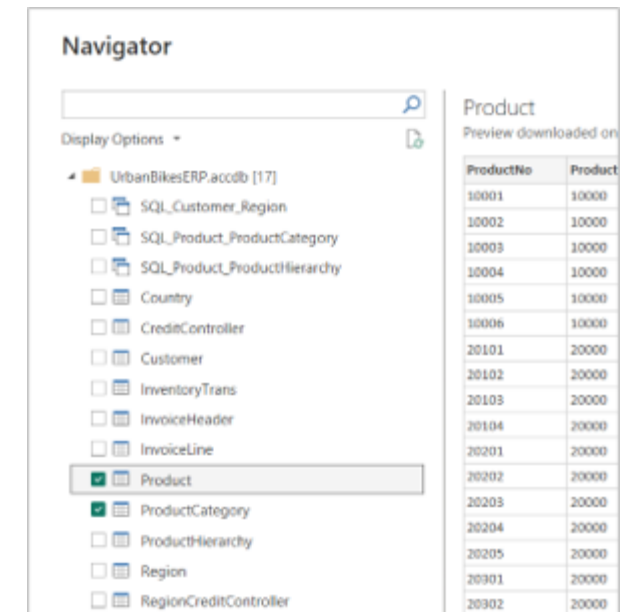 Navigator
Display Options
UrbanBikesERP.accdb [17]
SQL_Customer_Region
SQL_Product_ProductCategory
SQL_Product_ProductHierarchy
Country
CreditController
Customer
InventoryTrans
InvoiceHeader
InvoiceLine
Product
ProductCategory
ProductHierarchy
Region
RegionCreditController
Product
Preview downloaded on
ProductNo Product
10001 10000
10002 10000
10003 10000
10004 10000
10005 10000
10006 10000
20101 20000
20102 20000
20103 20000
20104 20000
20201 20000
20202 20000
20203 20000
20204 20000
20205 20000
20301 20000
20302 20000